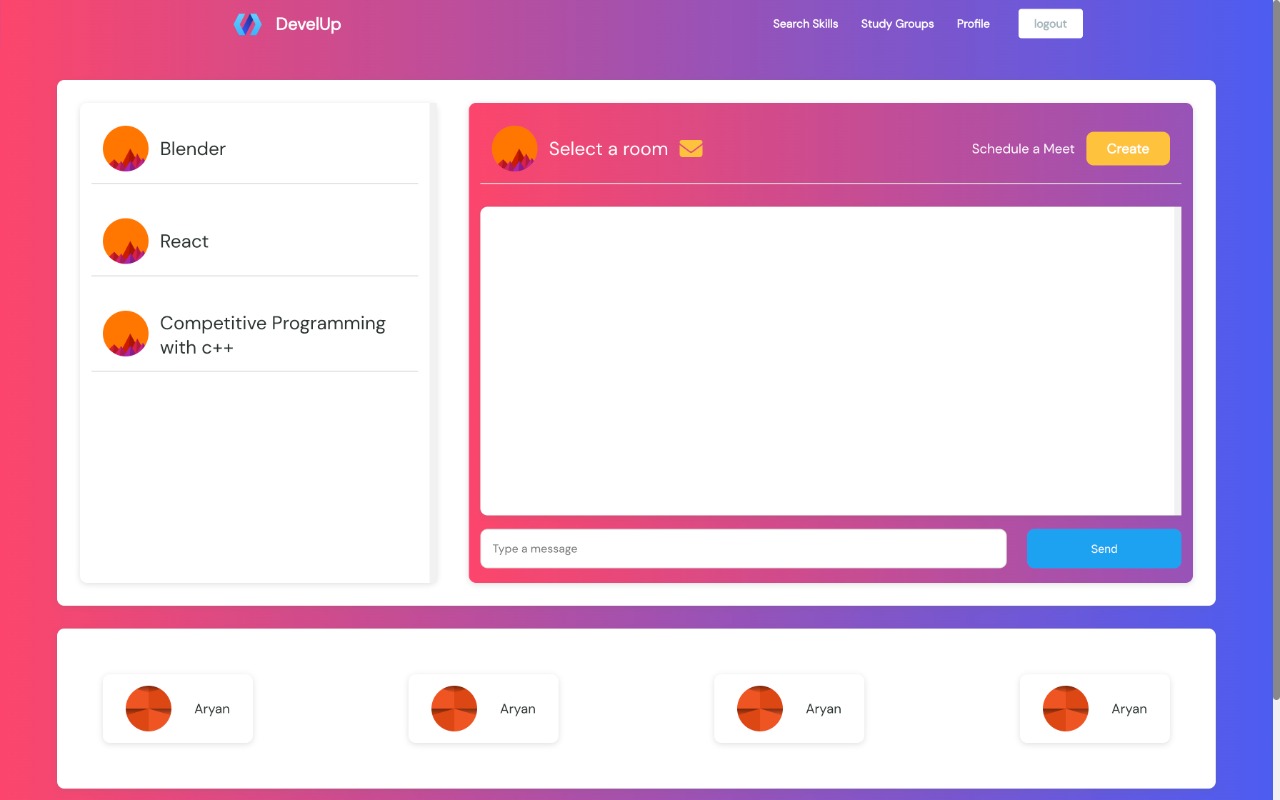 DevelUp
Search Skills
Study Groups
Profile
logout
Blender
React
Competitive Programming
with c++
Select a room
Schedule a Meet
Create
Type a message
Send
Aryan
Aryan
Aryan
Aryan